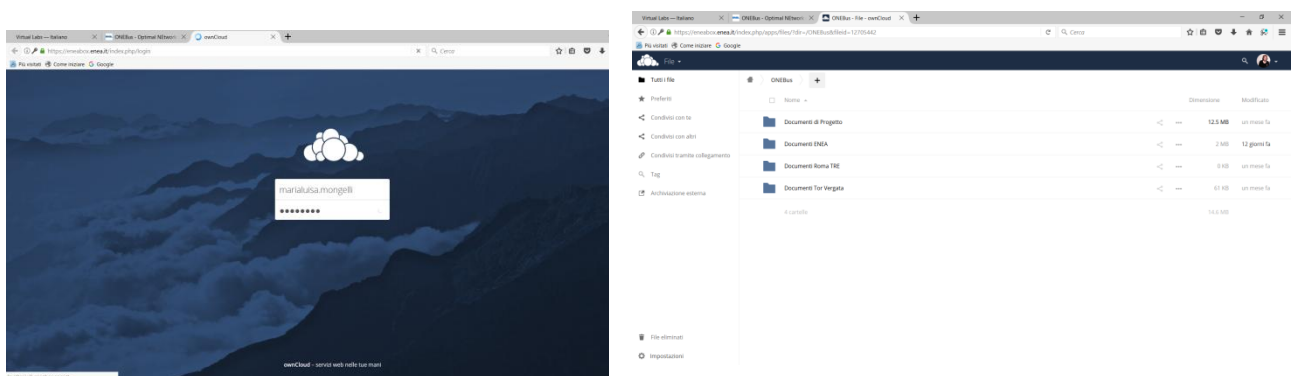 Virtual Labs — Italiano
ONEBus - Optimal NEtwork
ownCloud
https://eneabox.enea.it/index.php/login
Cerca
Più visitati Come iniziare Google
marialuisa.mongelli
ownCloud – servizi web nelle tue mani
Virtual Labs — Italiano
ONEBus - Optimal NEtwork
ONEBus - File - ownCloud
https://eneabox.enea.it/index.php/apps/files/?dir=/ONEBus&fileid=12705442
Cerca
Più visitati Come iniziare Google
File
Tutti i file
ONEBus
+
Preferiti
Nome
Dimensione
Modificato
Condivisi con te
Documenti di Progetto
12.5 MB
un mese fa
Condivisi con altri
Documenti ENEA
2 MB
12 giorni fa
Condivisi tramite collegamento
Documenti Roma TRE
0 KB
un mese fa
Tag
Documenti Tor Vergata
61 KB
un mese fa
Archiviazione esterna
4 cartelle
14.6 MB
File eliminati
Impostazioni